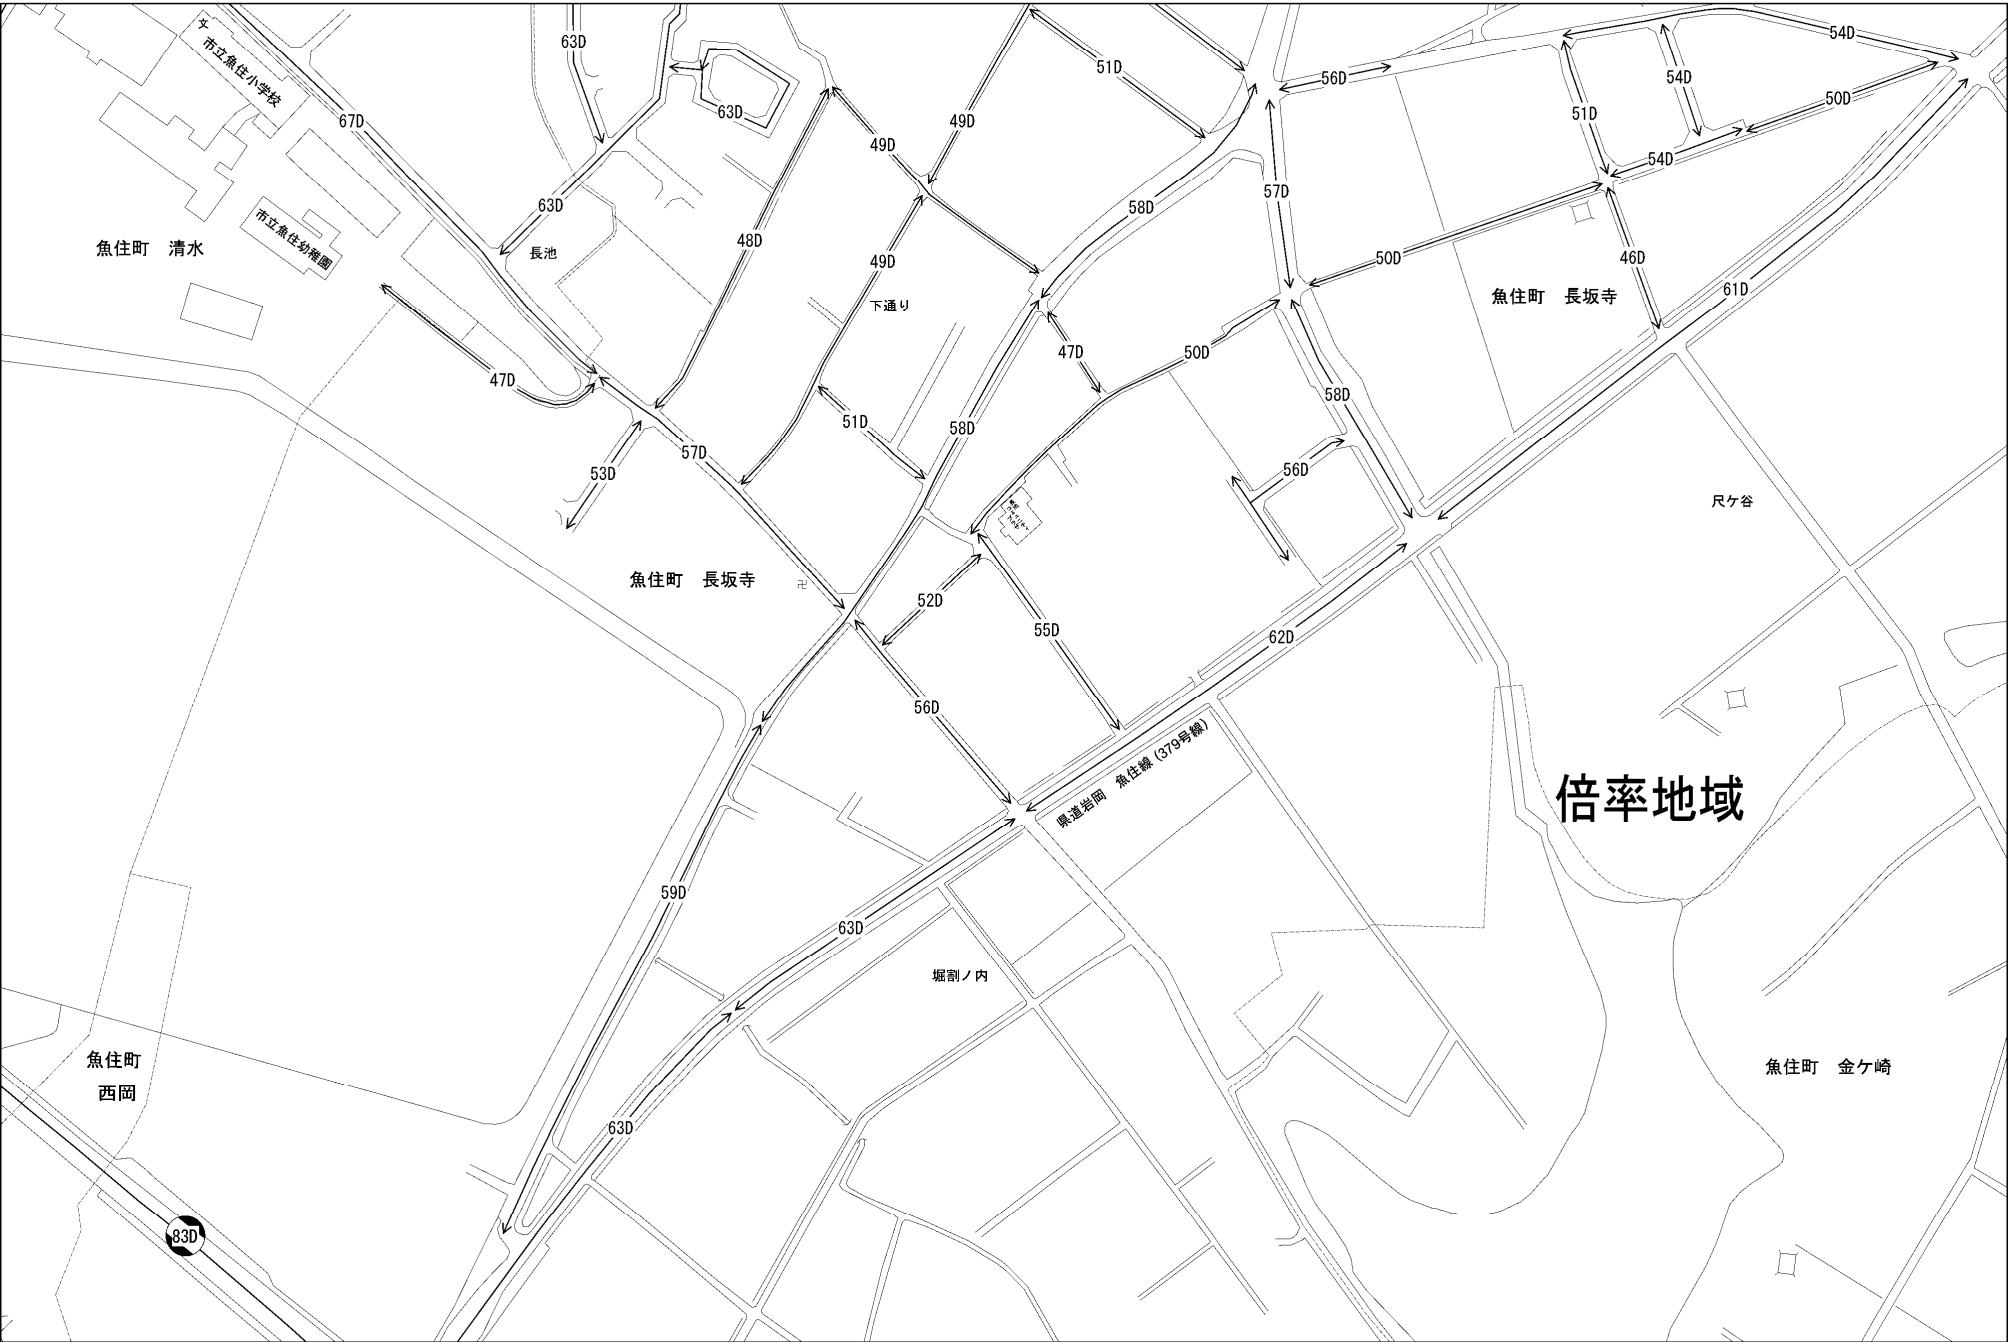 文
市立魚住小学校
63D
54D
51D
56D
54D
67D
63D
49D
51D
50D
49D
54D
市立魚住幼稚園
63D
57D
58D
魚住町 清水
長池
48D
49D
50D
46D
下通り
魚住町 長坂寺
61D
47D
47D
50D
51D
58D
58D
57D
53D
56D
尺ケ谷
魚住町 長坂寺
卍
52D
55D
62D
56D
県道岩岡 魚住線(379号線)
倍率地域
59D
63D
堀割ノ内
魚住町
西岡
魚住町 金ケ崎
63D
83D